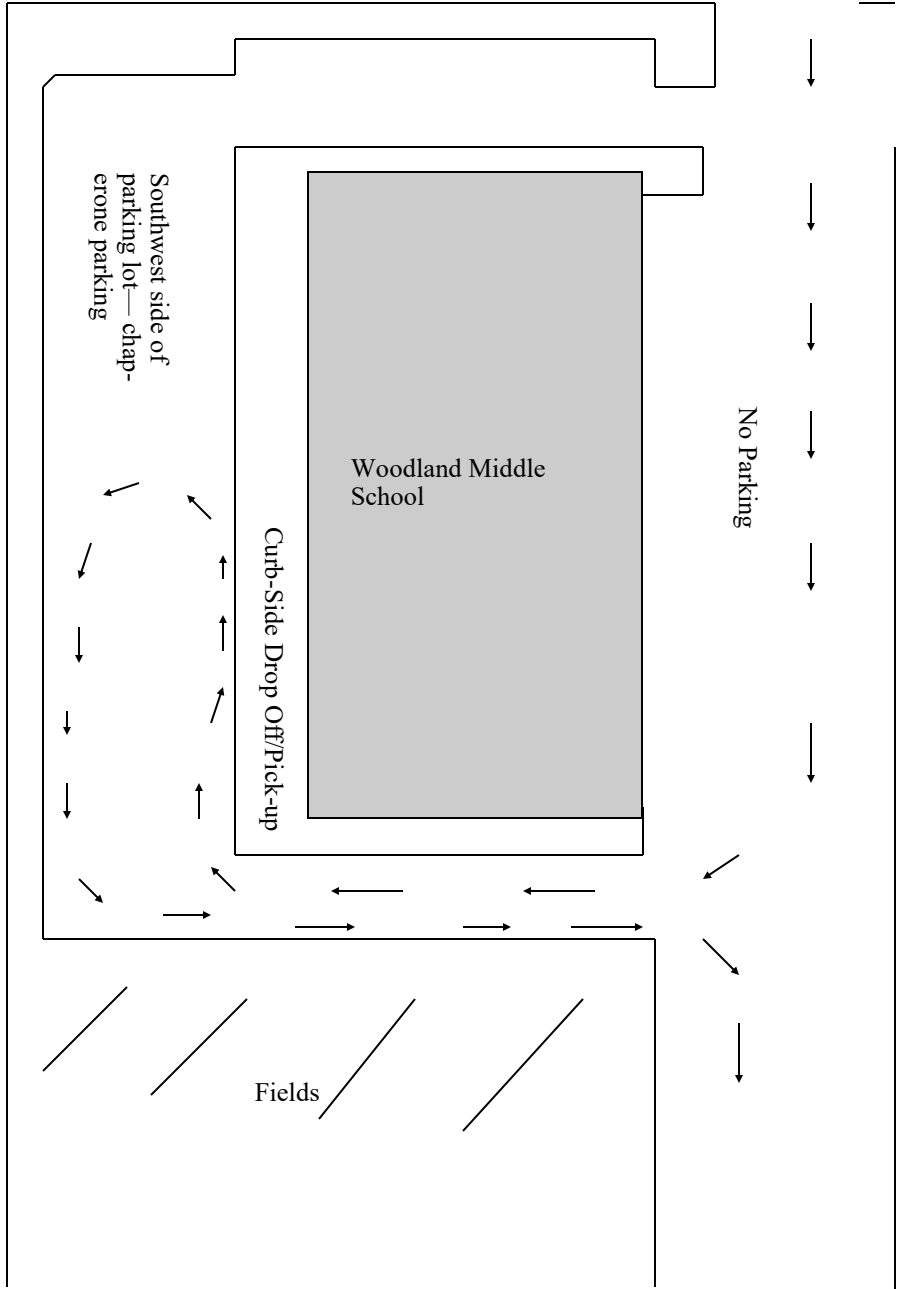 Southwest side of
parking lot— chap-
erone parking
No Parking
Woodland Middle
School
Curb-Side Drop Off/Pick-up
Fields